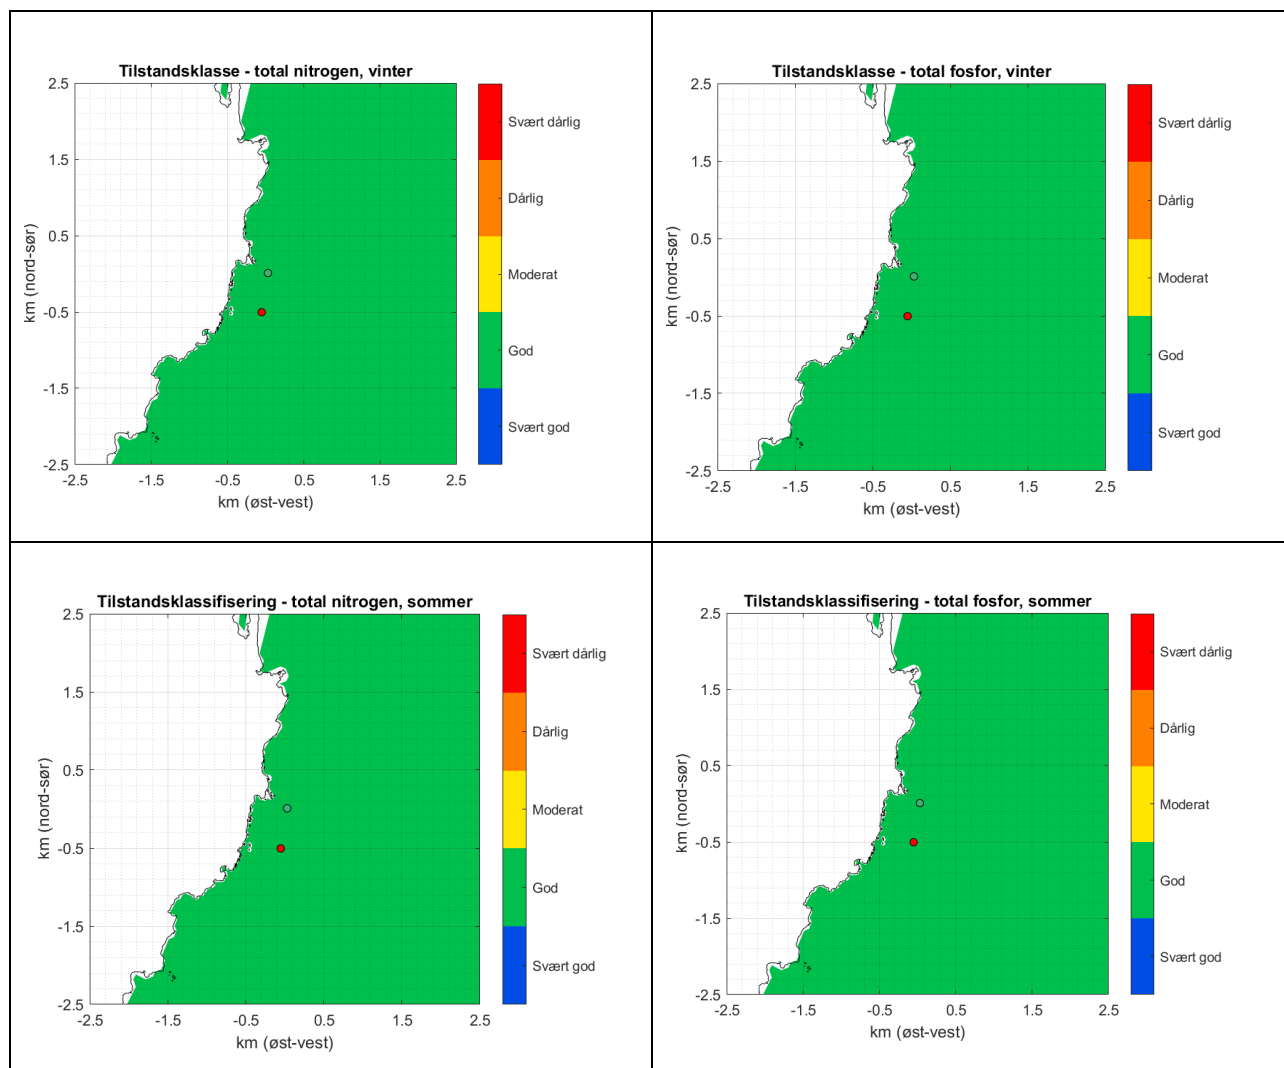 Tilstandsklasse - total nitrogen, vinter
2.5
1.5
0.5
-0.5
-1.5
-2.5
km (nord-sør)
-2.5 -1.5 -0.5 0.5 1.5 2.5
km (øst-vest)
Svært dårlig
Dårlig
Moderat
God
Svært god
Tilstandsklasse - total fosfor, vinter
2.5
1.5
0.5
-0.5
-1.5
-2.5
km (nord-sør)
-2.5 -1.5 -0.5 0.5 1.5 2.5
km (øst-vest)
Svært dårlig
Dårlig
Moderat
God
Svært god
Tilstandsklassifisering - total nitrogen, sommer
2.5
1.5
0.5
-0.5
-1.5
-2.5
km (nord-sør)
-2.5 -1.5 -0.5 0.5 1.5 2.5
km (øst-vest)
Svært dårlig
Dårlig
Moderat
God
Svært god
Tilstandsklassifisering - total fosfor, sommer
2.5
1.5
0.5
-0.5
-1.5
-2.5
km (nord-sør)
-2.5 -1.5 -0.5 0.5 1.5 2.5
km (øst-vest)
Svært dårlig
Dårlig
Moderat
God
Svært god